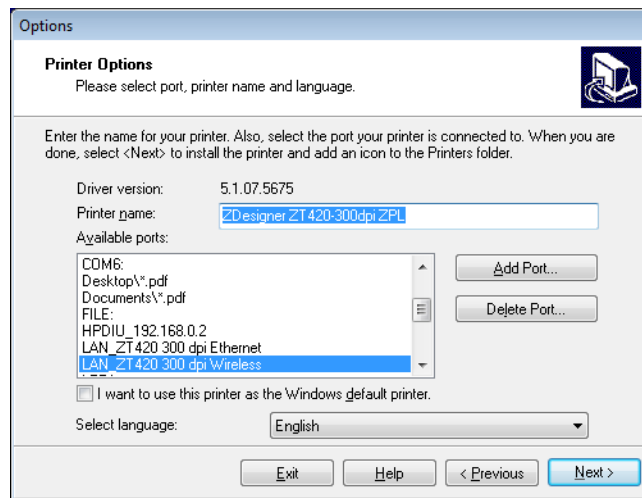 Options
Printer Options
Please select port, printer name and language.
Enter the name for your printer. Also, select the port your printer is connected to. When you are
done, select <Next> to install the printer and add an icon to the Printers folder.
Driver version: 5.1.07.5675
Printer name: ZDesigner ZT420-300dpi ZPL
Available ports:
COM6:
Desktop\*.pdf
Documents\*.pdf
FILE:
HPDIU_192.168.0.2
LAN_ZT420 300 dpi Ethernet
LAN_ZT420 300 dpi Wireless
Add Port...
Delete Port...
I want to use this printer as the Windows default printer.
Select language: English
Exit Help < Previous Next >